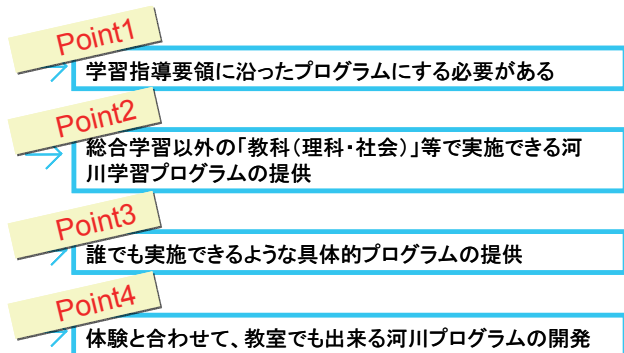 Point1
学習指導要領に沿ったプログラムにする必要がある
Point2
総合学習以外の「教科(理科・社会)」等で実施できる河
川学習プログラムの提供
Point3
誰でも実施できるような具体的プログラムの提供
Point4
体験と合わせて、教室でも出来る河川プログラムの開発